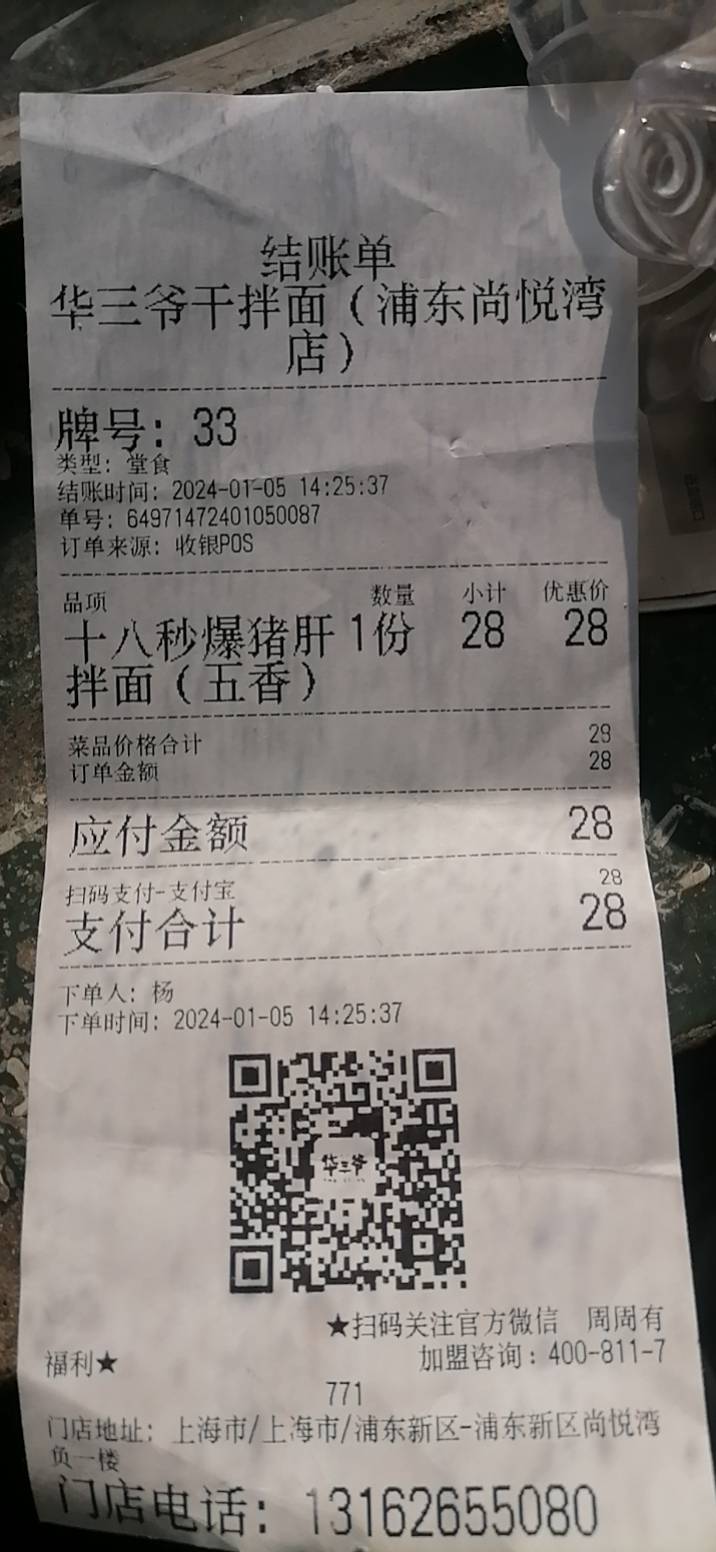 结账单
华三爷干拌面（浦东尚悦湾
店）
牌号：33
类型：堂食
结账时间：2024-01-05 14:25:37
单号：64971472401050087
订单来源：收银POS
品项 数量 小计 优惠价
十八秒爆猪肝 1份 28 28
拌面（五香）
菜品价格合计 28
订单金额 28
应付金额 28
扫码支付-支付宝 28
支付合计 28
下单人：杨
下单时间：2024-01-05 14:25:37
华三爷
★扫码关注官方微信 周周有
福利★ 加盟咨询：400-811-7
771
门店地址：上海市/上海市/浦东新区-浦东新区尚悦湾
负一楼
门店电话：13162655080